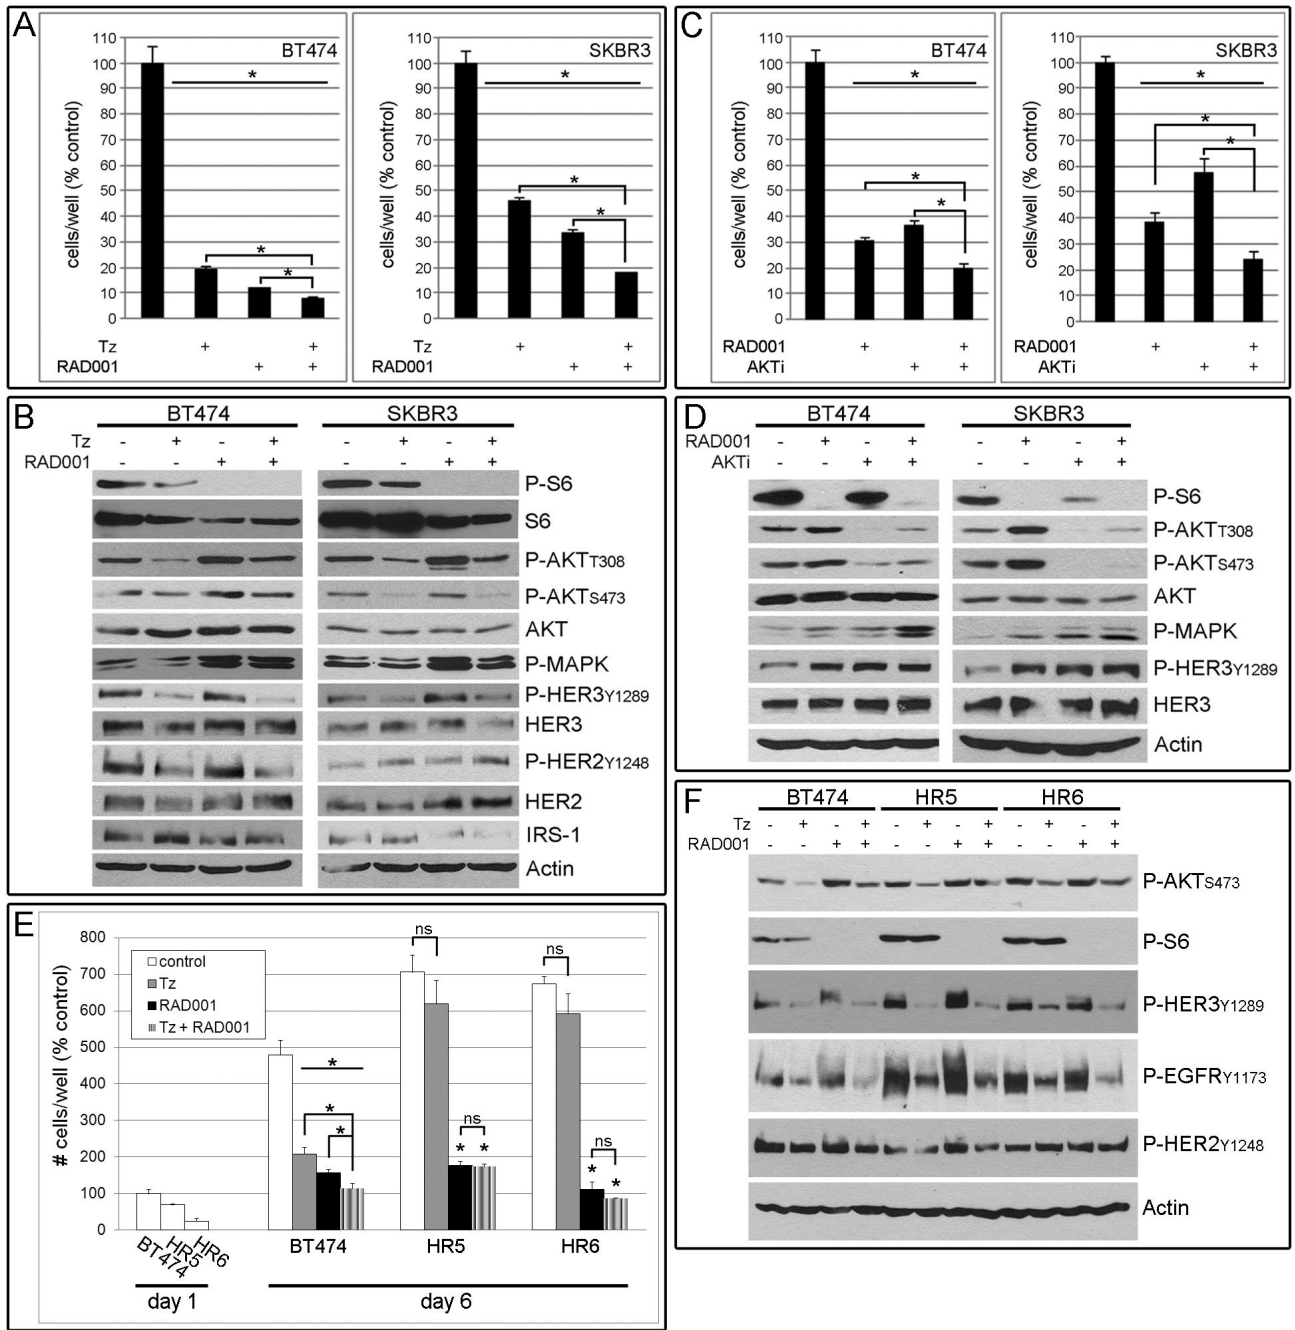 A
BT474
*
*
*
cells/well (% control)
110
100
90
80
70
60
50
40
30
20
10
0
Tz + +
RAD001 + +
SKBR3
*
*
*
cells/well (% control)
110
100
90
80
70
60
50
40
30
20
10
0
Tz + +
RAD001 + +
C
BT474
*
*
*
cells/well (% control)
110
100
90
80
70
60
50
40
30
20
10
0
RAD001 + +
AKTi + +
SKBR3
*
*
*
cells/well (% control)
110
100
90
80
70
60
50
40
30
20
10
0
RAD001 + +
AKTi + +
B
BT474 SKBR3
Tz - + - + - + - +
RAD001 - - + + - - + +
P-S6
S6
P-AKTT308
P-AKTS473
AKT
P-MAPK
P-HER3Y1289
HER3
P-HER2Y1248
HER2
IRS-1
Actin
D
BT474 SKBR3
RAD001 - + - + - + - +
AKTi - - + + - - + +
P-S6
P-AKTT308
P-AKTS473
AKT
P-MAPK
P-HER3Y1289
HER3
Actin
E
# cells/well (% control)
800
700
600
500
400
300
200
100
0
control
Tz
RAD001
Tz + RAD001
*
*
*
ns
ns
* *
ns
ns
*
*
BT474
HR5
HR6
BT474 HR5 HR6
day 1 day 6
F
BT474 HR5 HR6
Tz - + - + - + - + - + - +
RAD001 - - + + - - + + - - + +
P-AKTS473
P-S6
P-HER3Y1289
P-EGFRY1173
P-HER2Y1248
Actin